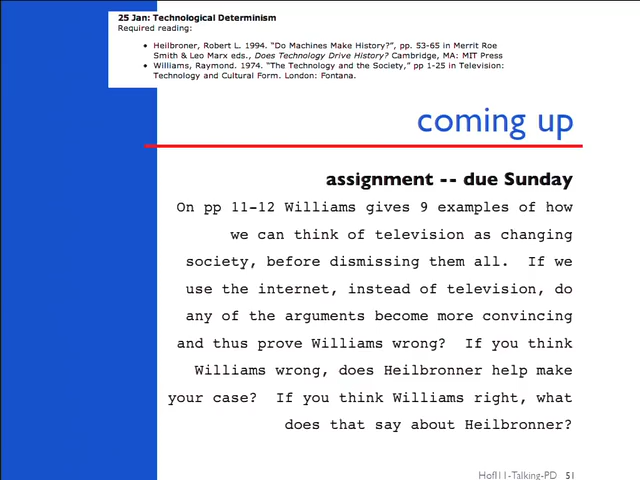 25 Jan: Technological Determinism
Required reading:
• Heilbroner, Robert L. 1994. "Do Machines Make History?", pp. 53-65 in Merrit Roe
Smith & Leo Marx eds., Does Technology Drive History? Cambridge, MA: MIT Press
• Williams, Raymond. 1974. "The Technology and the Society," pp 1-25 in Television:
Technology and Cultural Form. London: Fontana.
coming up
assignment -- due Sunday
On pp 11-12 Williams gives 9 examples of how
we can think of television as changing
society, before dismissing them all. If we
use the internet, instead of television, do
any of the arguments become more convincing
and thus prove Williams wrong? If you think
Williams wrong, does Heilbronner help make
your case? If you think Williams right, what
does that say about Heilbronner?
HofI11-Talking-PD 51